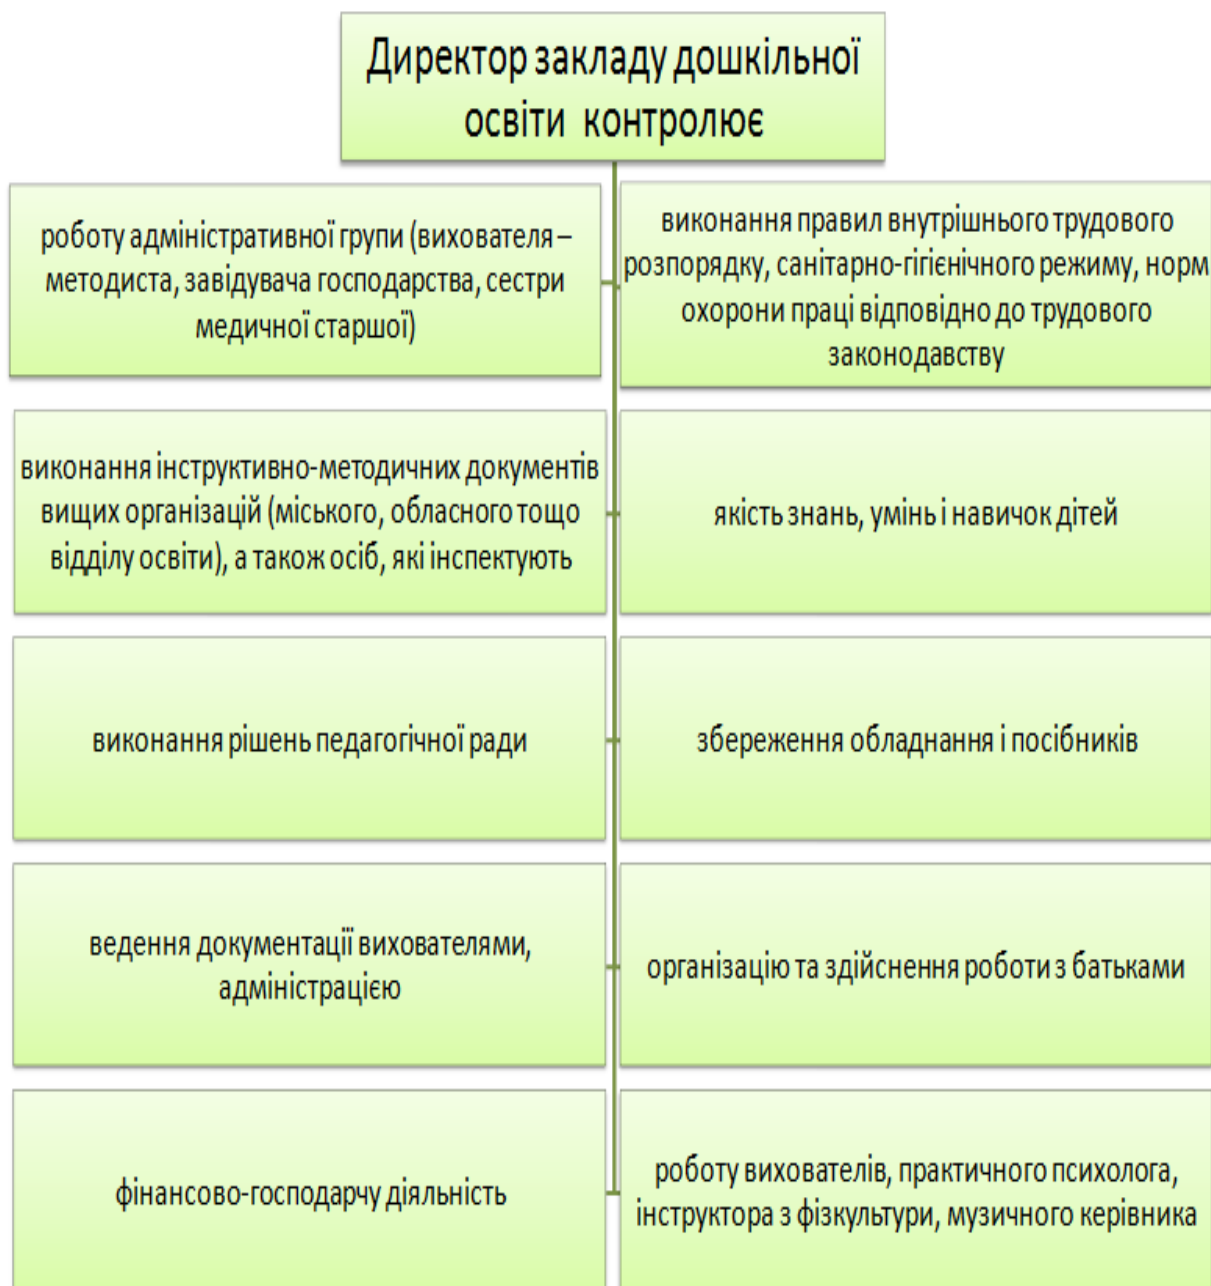 Директор закладу дошкільної
освіти контролює
роботу адміністративної групи (вихователя –
методиста, завідувача господарства, сестри
медичної старшої)
виконання правил внутрішнього трудового
розпорядку, санітарно-гігієнічного режиму, норм
охорони праці відповідно до трудового
законодавству
виконання інструктивно-методичних документів
вищих організацій (міського, обласного тощо
відділу освіти), а також осіб, які інспектують
якість знань, умінь і навичок дітей
виконання рішень педагогічної ради
збереження обладнання і посібників
ведення документації вихователями,
адміністрацією
організацію та здійснення роботи з батьками
фінансово-господарчу діяльність
роботу вихователів, практичного психолога,
інструктора з фізкультури, музичного керівника